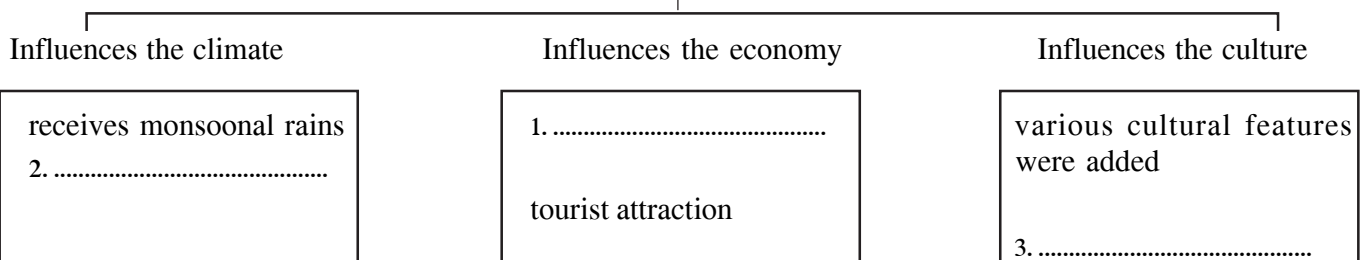 Influences the climate
Influences the economy
Influences the culture
receives monsoonal rains
2. .............................................
1. .............................................
tourist attraction
various cultural features
were added
3. .............................................